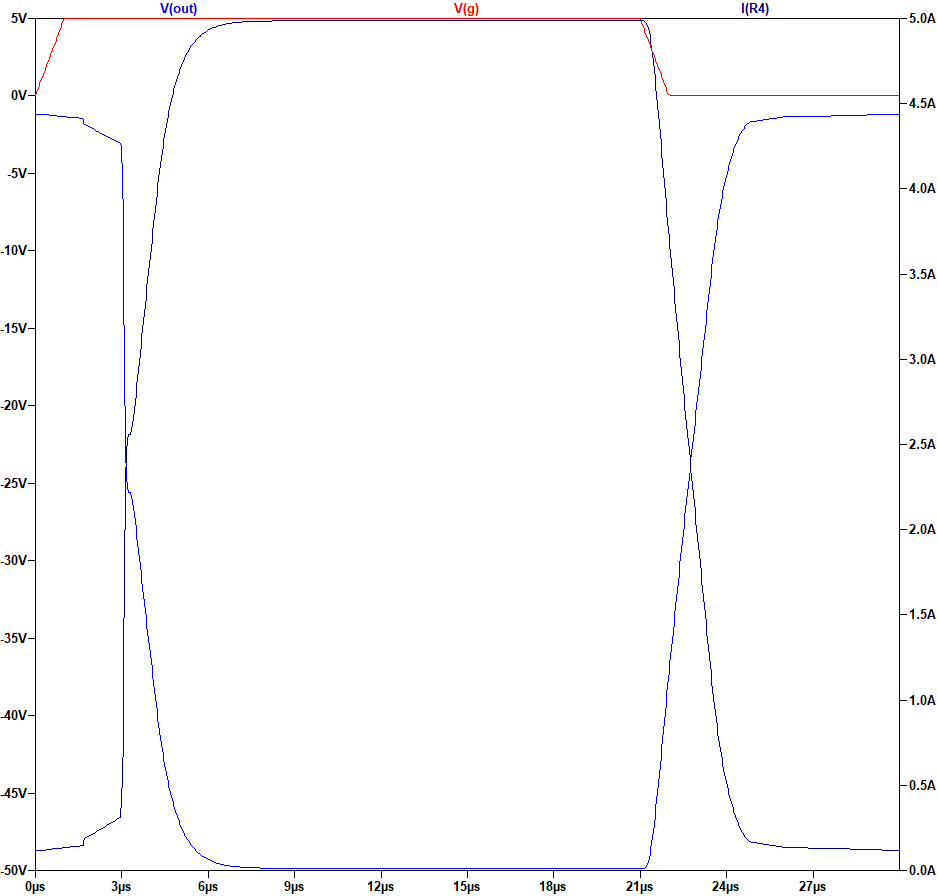 V(out) V(g) I(R4)
5V 5.0A
0V 4.5A
-5V 4.0A
-10V 3.5A
-15V 3.0A
-20V 2.5A
-25V 2.0A
-30V 1.5A
-35V 1.0A
-40V 0.5A
-45V 0.0A
-50V
0µs 3µs 6µs 9µs 12µs 15µs 18µs 21µs 24µs 27µs